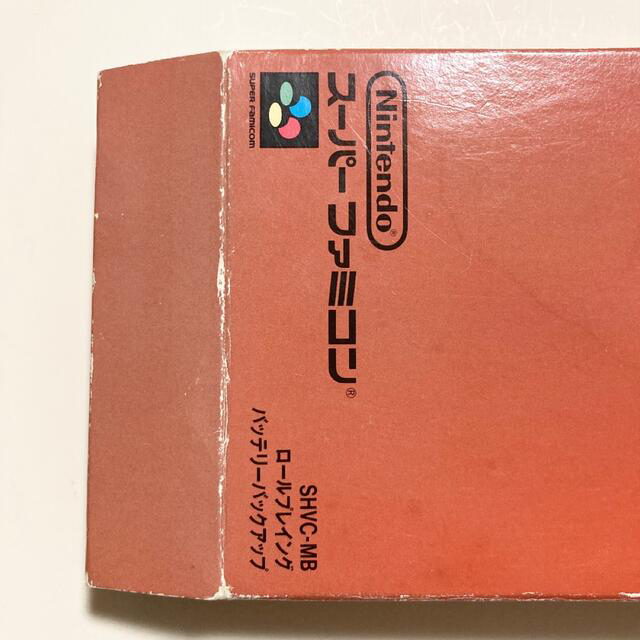 Nintendo®
スーパーファミコン®
SUPER FAMICOM
SHVC-MB
ロールプレイング
バッテリーバックアップ